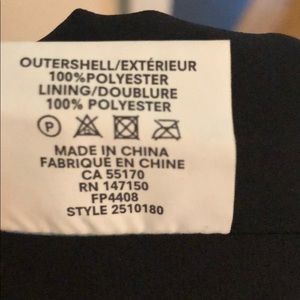 OUTERSHELL/EXTÉRIEUR
100%POLYESTER
LINING/DOUBLURE
100% POLYESTER
P
MADE IN CHINA
FABRIQUÉ EN CHINE
CA 55170
RN 147150
FP4408
STYLE 2510180